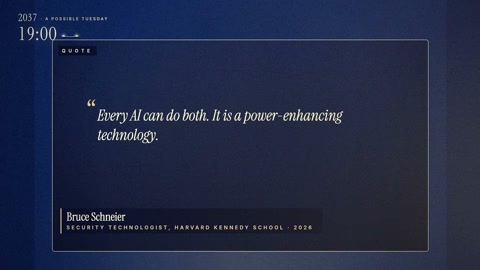 2037 · A POSSIBLE TUESDAY
19:00
QUOTE
“Every AI can do both. It is a power-enhancing
technology.
Bruce Schneier
SECURITY TECHNOLOGIST, HARVARD KENNEDY SCHOOL · 2026